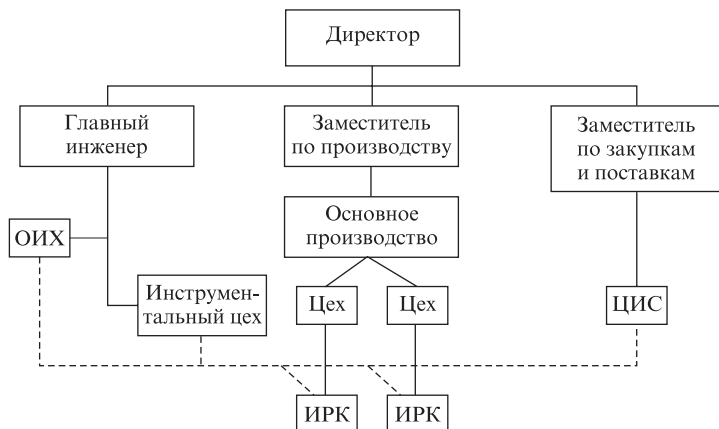 Директор
Главный
инженер
Заместитель
по производству
Заместитель
по закупкам
и поставкам
Основное
производство
ОИХ
Инструмен-
тальный цех
Цех
Цех
ЦИС
ИРК
ИРК